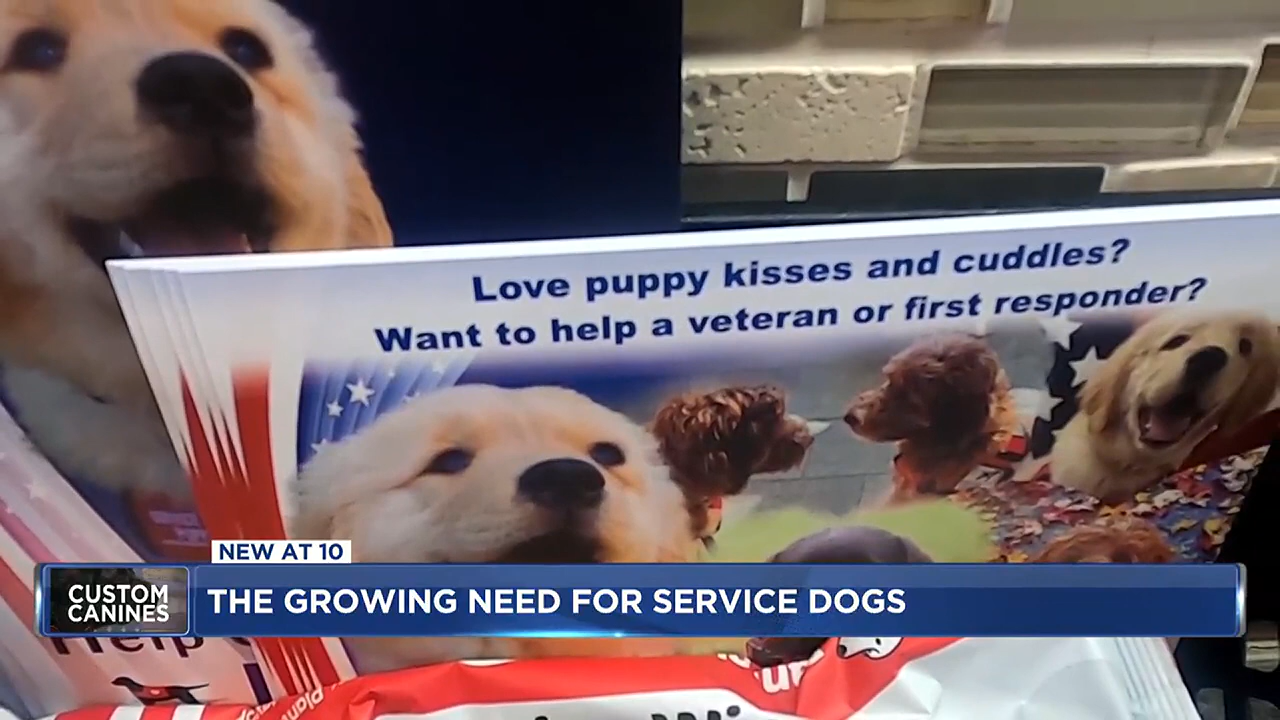 Love puppy kisses and cuddles?
Want to help a veteran or first responder?
NEW AT 10
CUSTOM
CANINES
THE GROWING NEED FOR SERVICE DOGS
Help